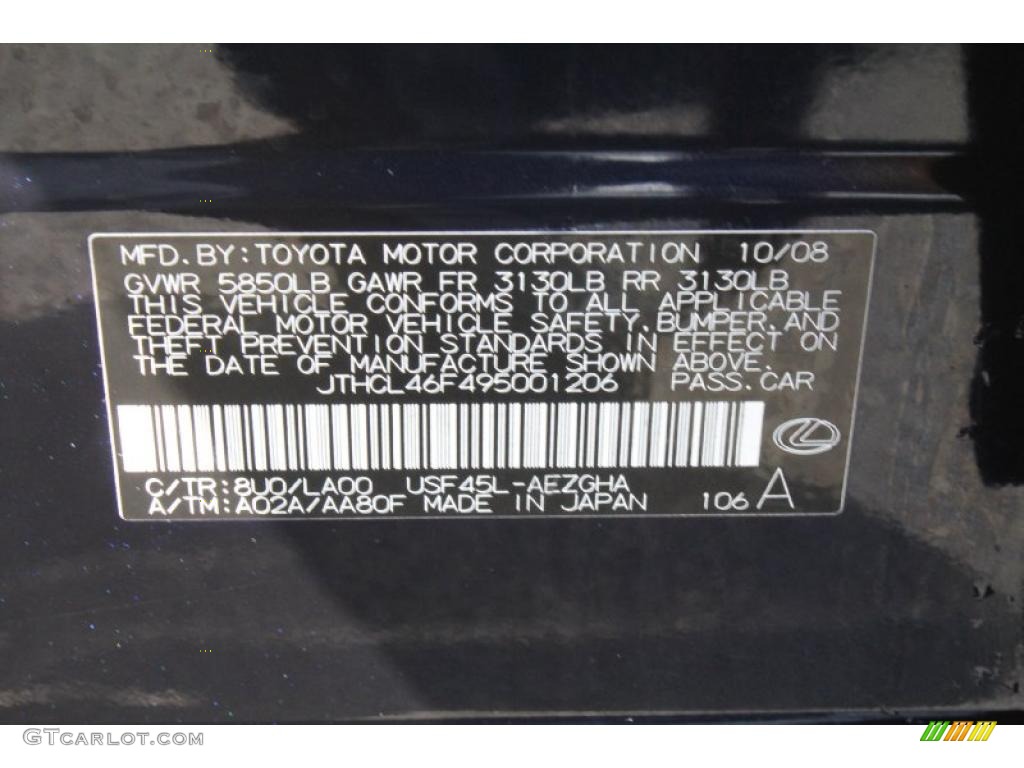 MFD.BY:TOYOTA MOTOR CORPORATION 10/08
GVWR 5850LB GAWR FR 3130LB RR 3130LB
THIS VEHICLE CONFORMS TO ALL APPLICABLE
FEDERAL MOTOR VEHICLE SAFETY,BUMPER,AND
THEFT PREVENTION STANDARDS IN EFFECT ON
THE DATE OF MANUFACTURE SHOWN ABOVE.
JTHCL46F495001206 PASS.CAR
C/TR:8U0/LA00 USF45L-AEZGHA
A/TM:A02A/AA80F MADE IN JAPAN 106 A
GTCarLot.com